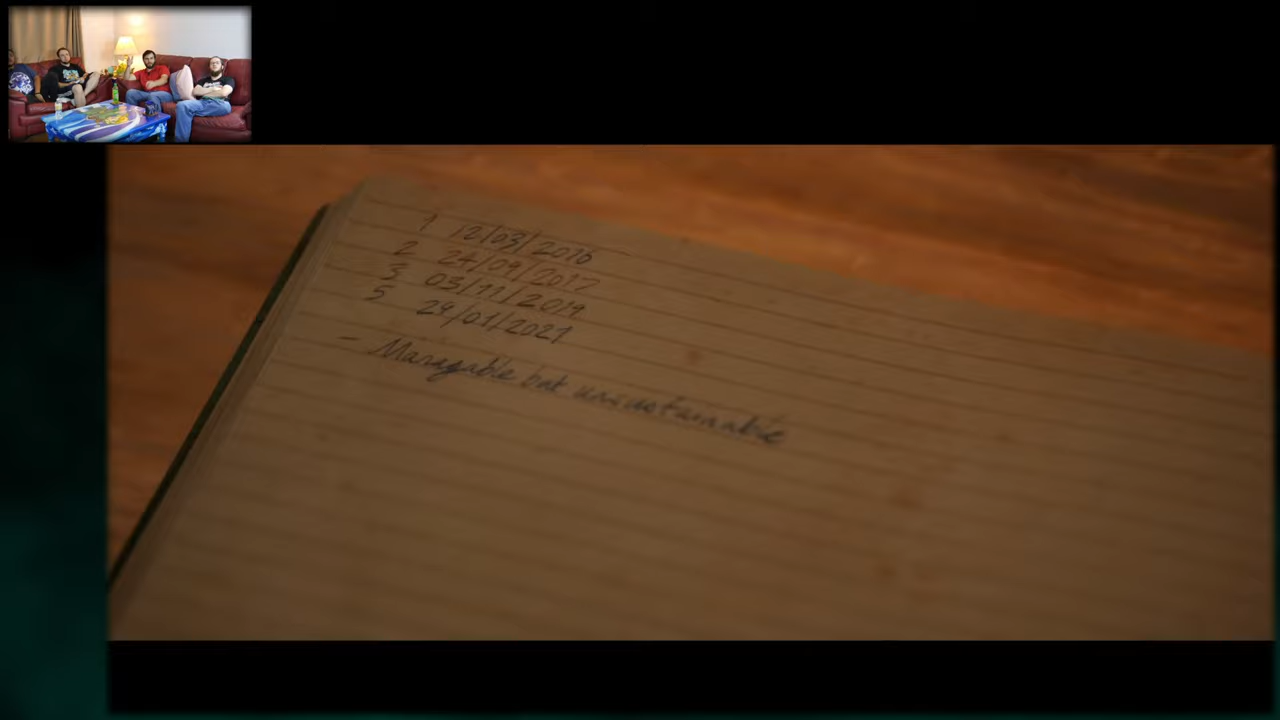 1 12/03/2016
2 24/09/2017
3 03/11/2019
5 29/01/2021
- Managable but unsustainable